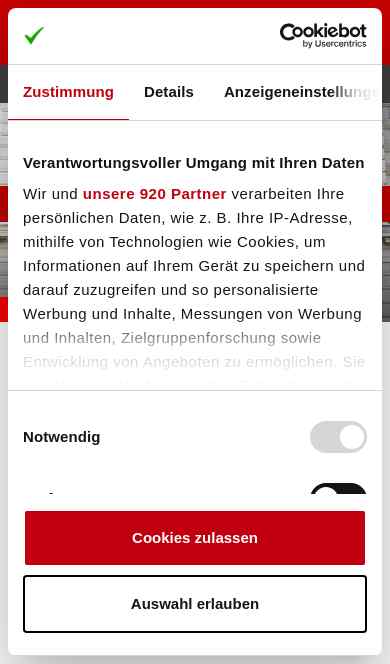 Cookiebot
by Usercentrics
Zustimmung Details Anzeigeneinstellung
Verantwortungsvoller Umgang mit Ihren Daten
Wir und unsere 920 Partner verarbeiten Ihre
persönlichen Daten, wie z. B. Ihre IP-Adresse,
mithilfe von Technologien wie Cookies, um
Informationen auf Ihrem Gerät zu speichern und
darauf zuzugreifen und so personalisierte
Werbung und Inhalte, Messungen von Werbung
und Inhalten, Zielgruppenforschung sowie
Entwicklung von Angeboten zu ermöglichen. Sie
Notwendig
Cookies zulassen
Auswahl erlauben